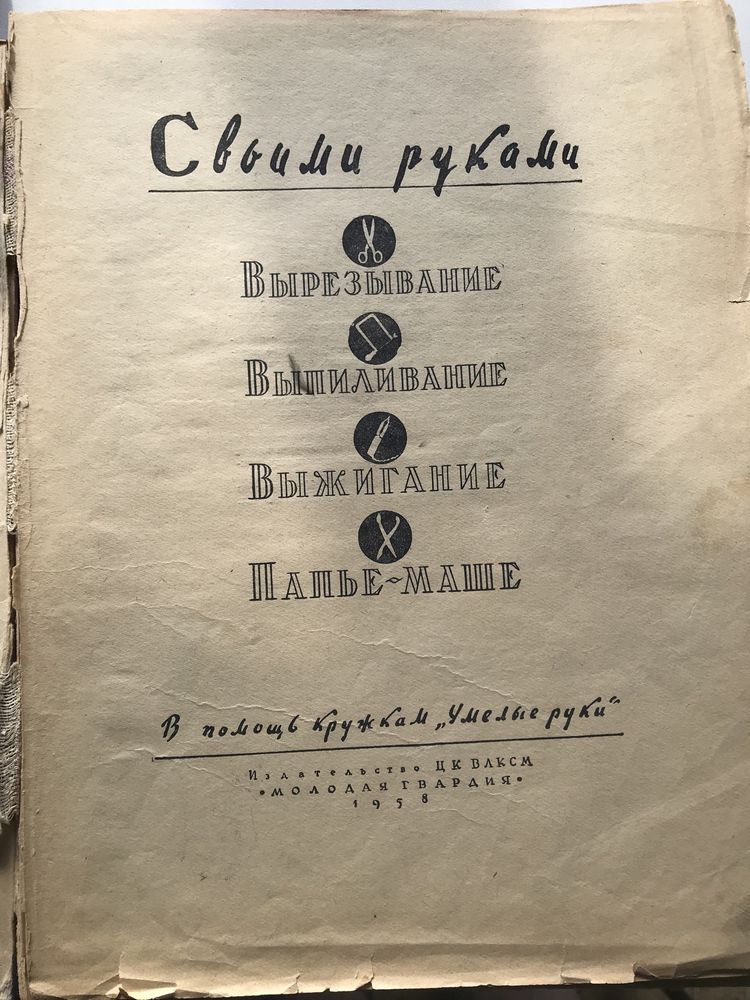 Своими руками
Вырезывание
Выпиливание
Выжигание
Папье-маше
В помощь кружкам „Умелые руки“
Издательство ЦК ВЛКСМ
•МОЛОДАЯ ГВАРДИЯ•
1958